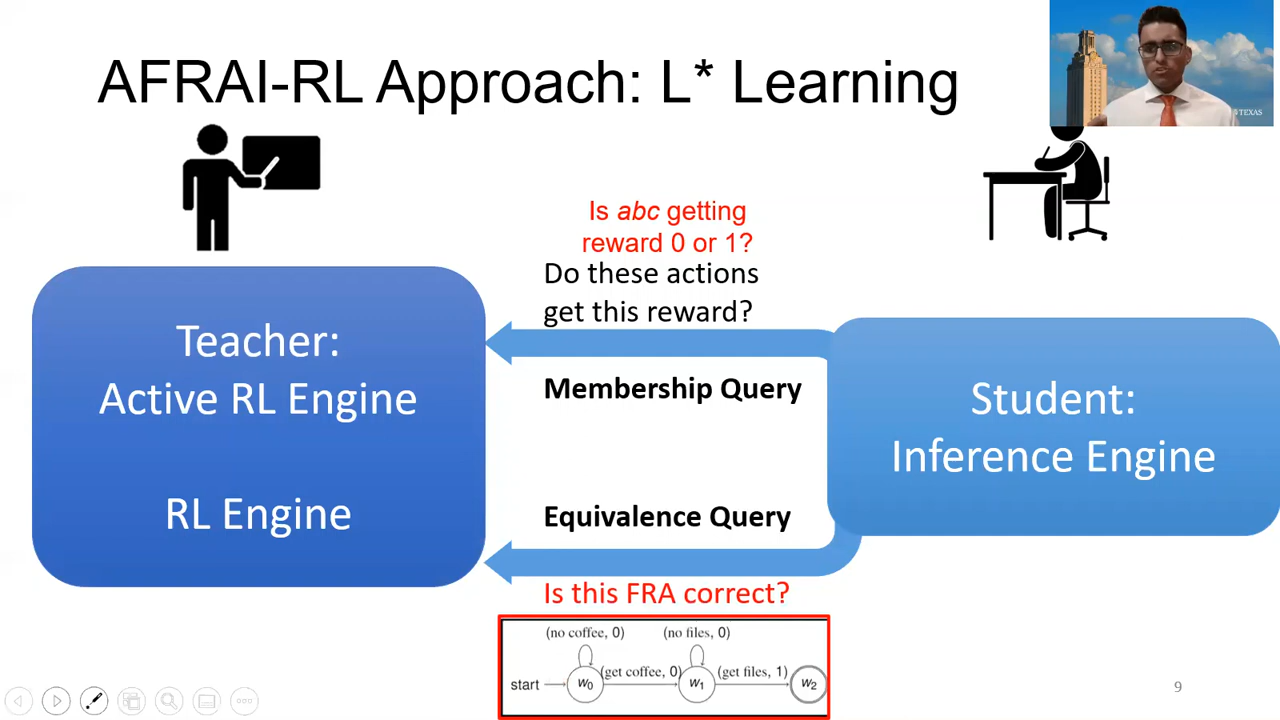 AFRAI-RL Approach: L* Learning
TEXAS
Is abc getting
reward 0 or 1?
Do these actions
get this reward?
Teacher:
Active RL Engine
RL Engine
Membership Query
Equivalence Query
Student:
Inference Engine
Is this FRA correct?
(no coffee, 0) (no files, 0)
(get coffee, 0) (get files, 1)
start w0 w1 w2
9